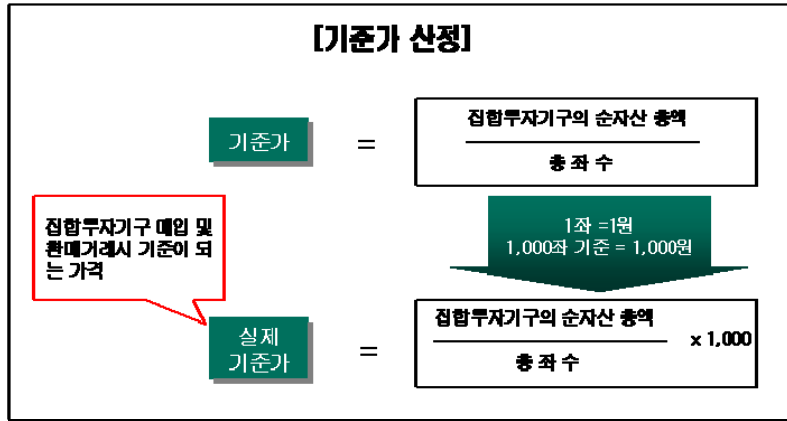 [기준가 산정]
기준가
=
집합투자기구의 순자산 총액
총 좌 수
집합투자기구 매입 및
환매거래시 기준이 되
는 가격
1좌 =1원
1,000좌 기준 = 1,000원
실제
기준가
=
집합투자기구의 순자산 총액
총 좌 수
x 1,000